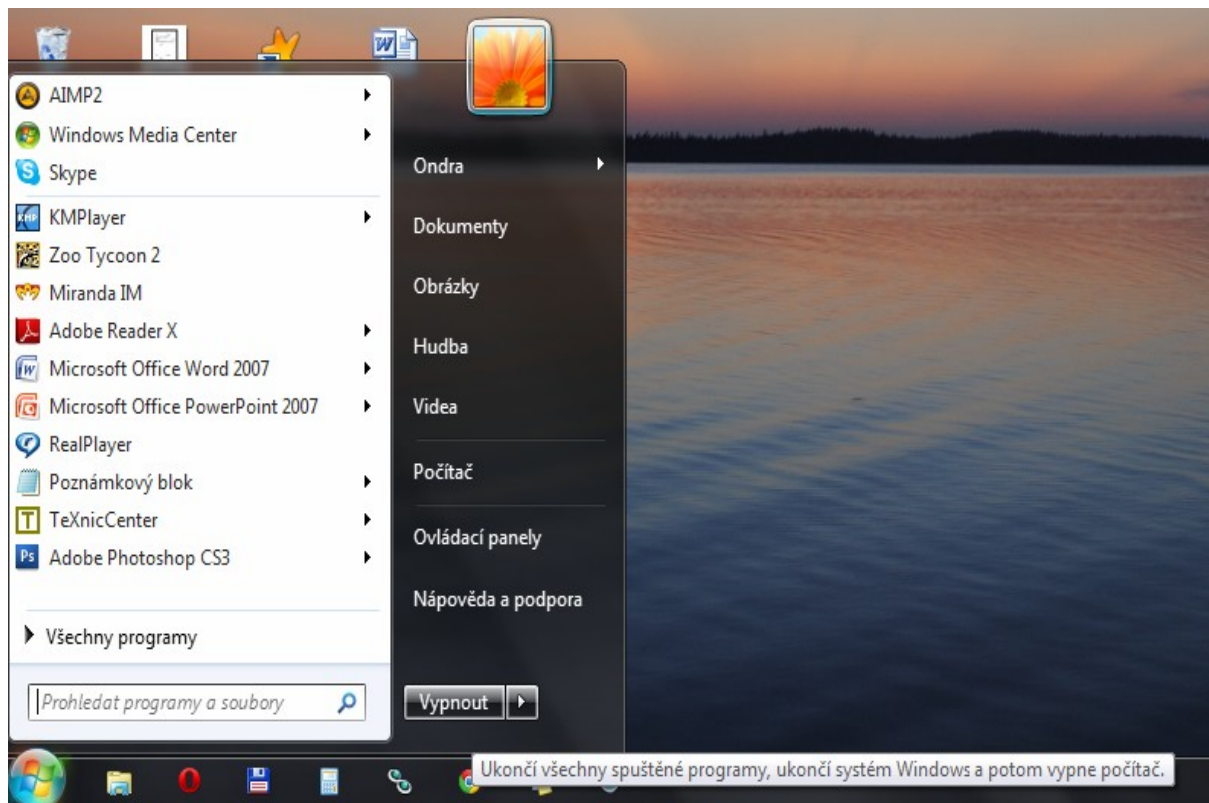 AIMP2
Windows Media Center
Skype
KMPlayer
Zoo Tycoon 2
Miranda IM
Adobe Reader X
Microsoft Office Word 2007
Microsoft Office PowerPoint 2007
RealPlayer
Poznámkový blok
TeXnicCenter
Adobe Photoshop CS3
Všechny programy
Prohledat programy a soubory
Ondra
Dokumenty
Obrázky
Hudba
Videa
Počítač
Ovládací panely
Nápověda a podpora
Vypnout
Ukončí všechny spuštěné programy, ukončí systém Windows a potom vypne počítač.